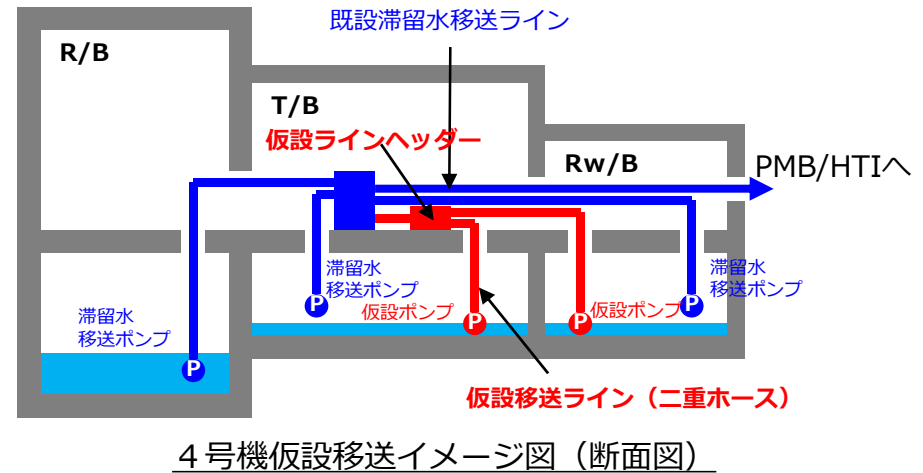 既設滞留水移送ライン
R/B
T/B
仮設ラインヘッダー
Rw/B
PMB/HTIへ
滞留水
移送ポンプ
P
滞留水
移送ポンプ
P
仮設ポンプ
P
仮設ポンプ
P
滞留水
移送ポンプ
P
仮設移送ライン（二重ホース）
４号機仮設移送イメージ図（断面図）